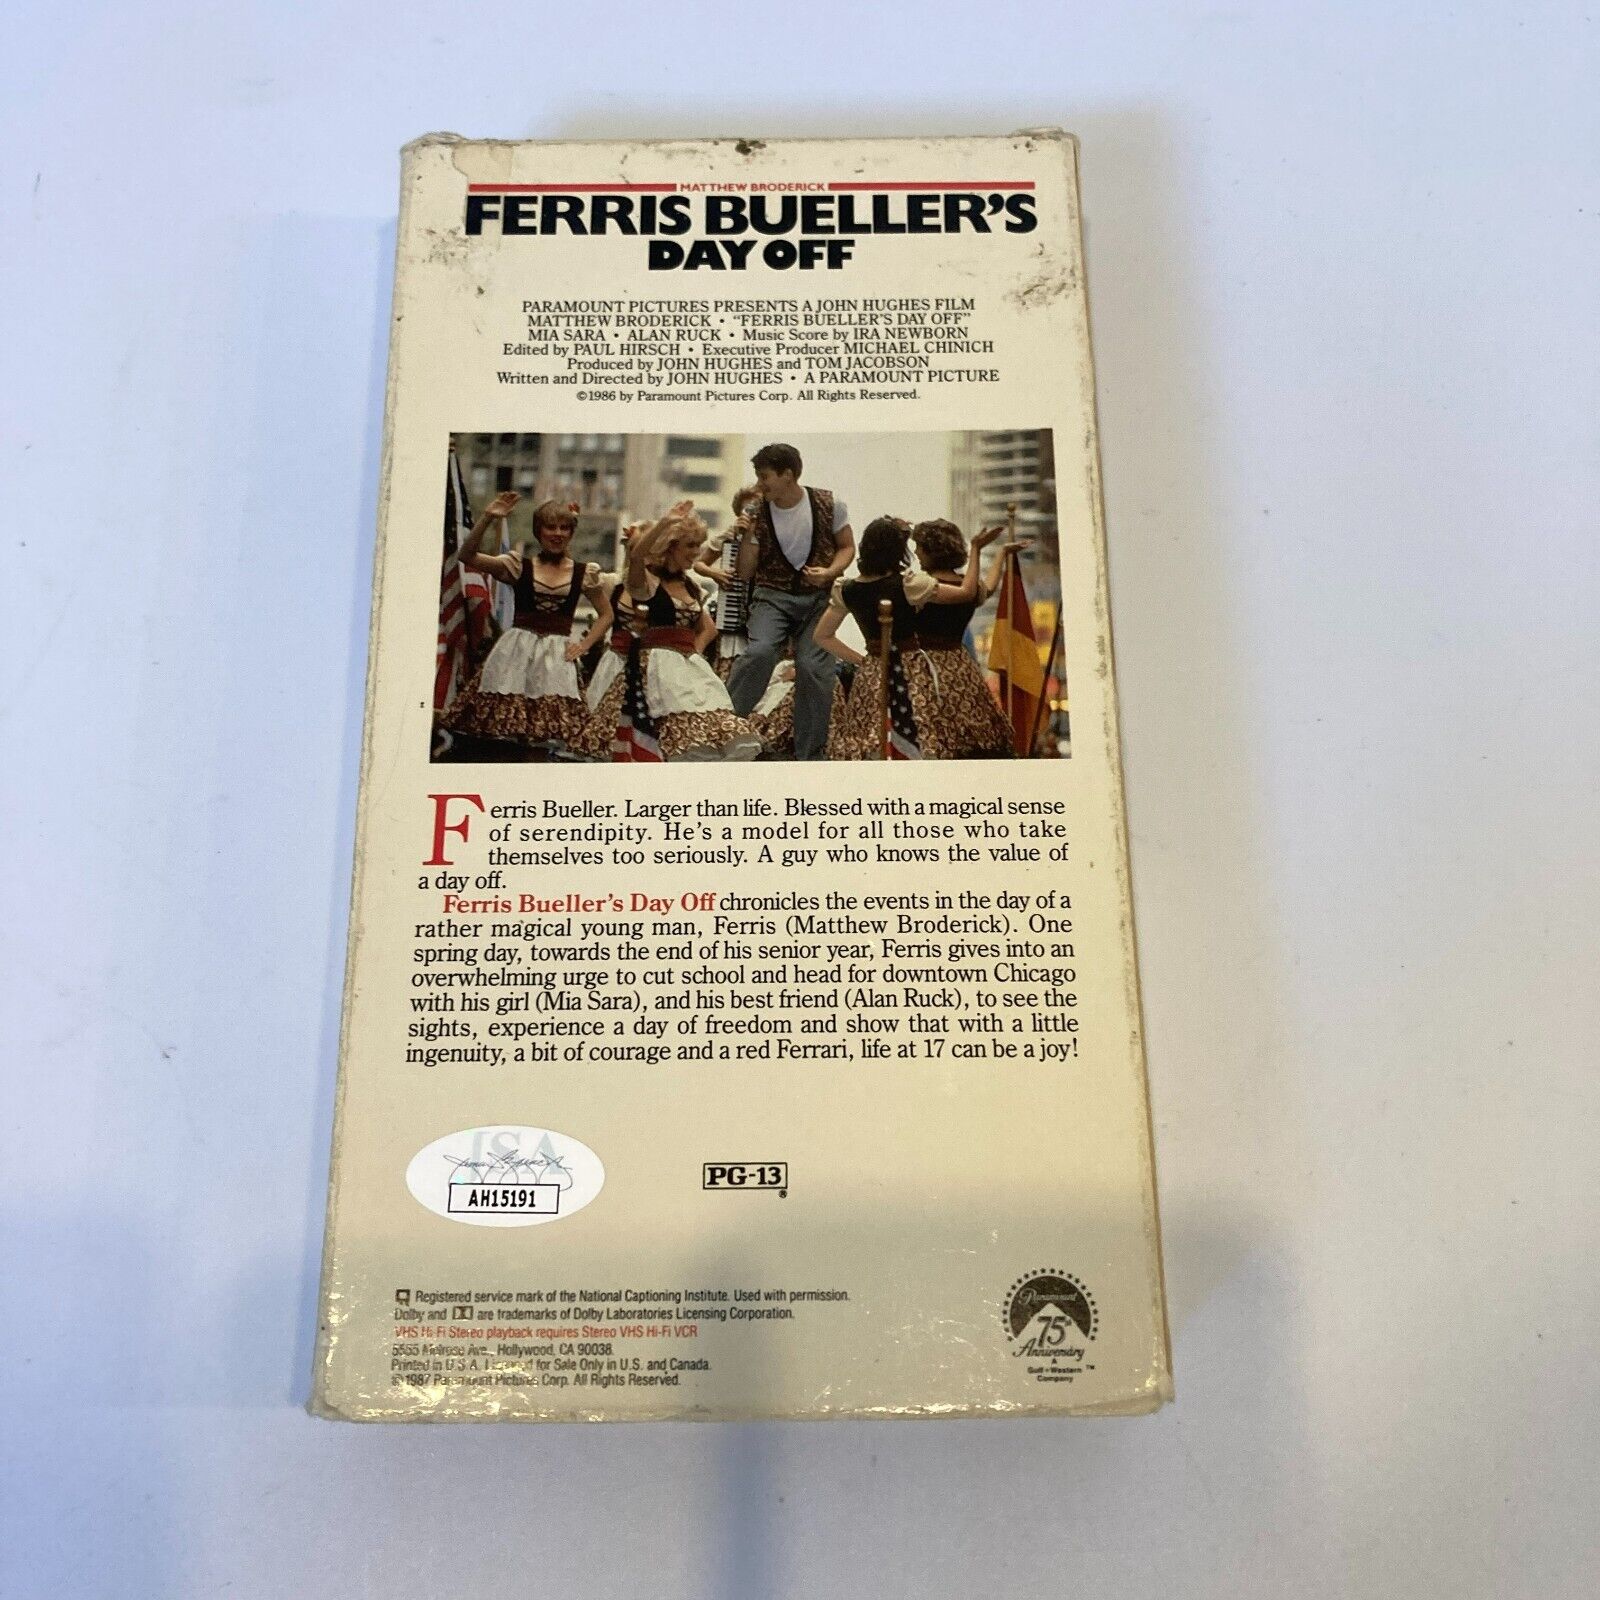 MATTHEW BRODERICK
FERRIS BUELLER'S
DAY OFF
PARAMOUNT PICTURES PRESENTS A JOHN HUGHES FILM
MATTHEW BRODERICK • "FERRIS BUELLER'S DAY OFF"
MIA SARA • ALAN RUCK • Music Score by IRA NEWBORN
Edited by PAUL HIRSCH • Executive Producer MICHAEL CHINICH
Produced by JOHN HUGHES and TOM JACOBSON
Written and Directed by JOHN HUGHES • A PARAMOUNT PICTURE
©1986 by Paramount Pictures Corp. All Rights Reserved.
Ferris Bueller. Larger than life. Blessed with a magical sense
of serendipity. He's a model for all those who take
themselves too seriously. A guy who knows the value of
a day off.
Ferris Bueller's Day Off chronicles the events in the day of a
rather magical young man, Ferris (Matthew Broderick). One
spring day, towards the end of his senior year, Ferris gives into an
overwhelming urge to cut school and head for downtown Chicago
with his girl (Mia Sara), and his best friend (Alan Ruck), to see the
sights, experience a day of freedom and show that with a little
ingenuity, a bit of courage and a red Ferrari, life at 17 can be a joy!
JSA
AH15191
PG-13
®
Registered service mark of the National Captioning Institute. Used with permission.
Dolby and are trademarks of Dolby Laboratories Licensing Corporation.
VHS Hi-Fi Stereo playback requires Stereo VHS Hi-Fi VCR
5555 Melrose Ave., Hollywood, CA 90038.
Printed in U.S.A. Licensed for Sale Only in U.S. and Canada.
© 1987 Paramount Pictures Corp. All Rights Reserved.
Paramount
75th
Anniversary
A
Gulf+Western
Company
TM